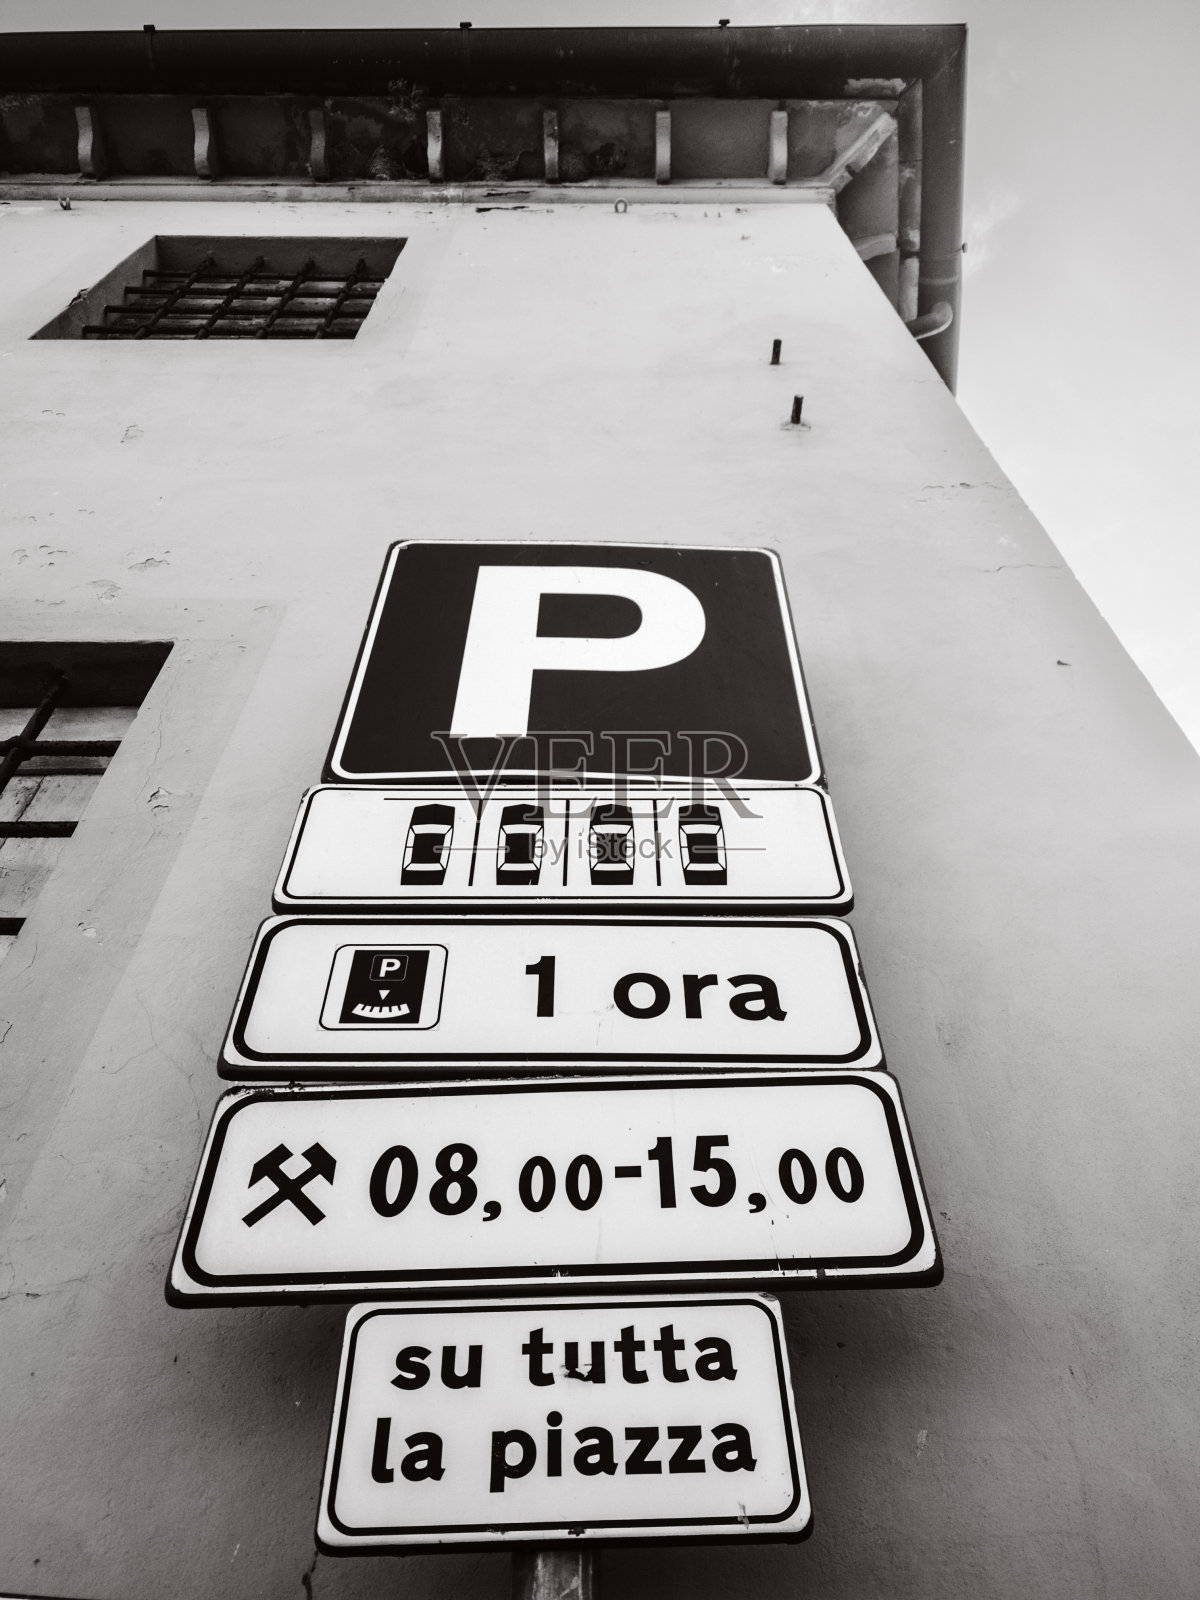 P
VEER
by iStock
P
1 ora
08,00-15,00
su tutta
la piazza